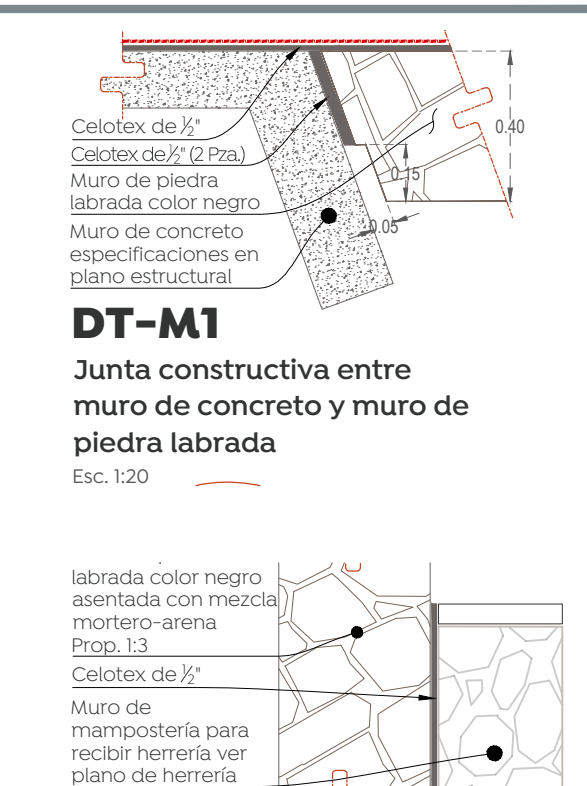 Celotex de ½"
Celotex de ½" (2 Pza.)
Muro de piedra
labrada color negro
Muro de concreto
especificaciones en
plano estructural
0.40
0.15
0.05
DT-M1
Junta constructiva entre
muro de concreto y muro de
piedra labrada
Esc. 1:20
labrada color negro
asentada con mezcla
mortero-arena
Prop. 1:3
Celotex de ½"
Muro de
mampostería para
recibir herrería ver
plano de herrería